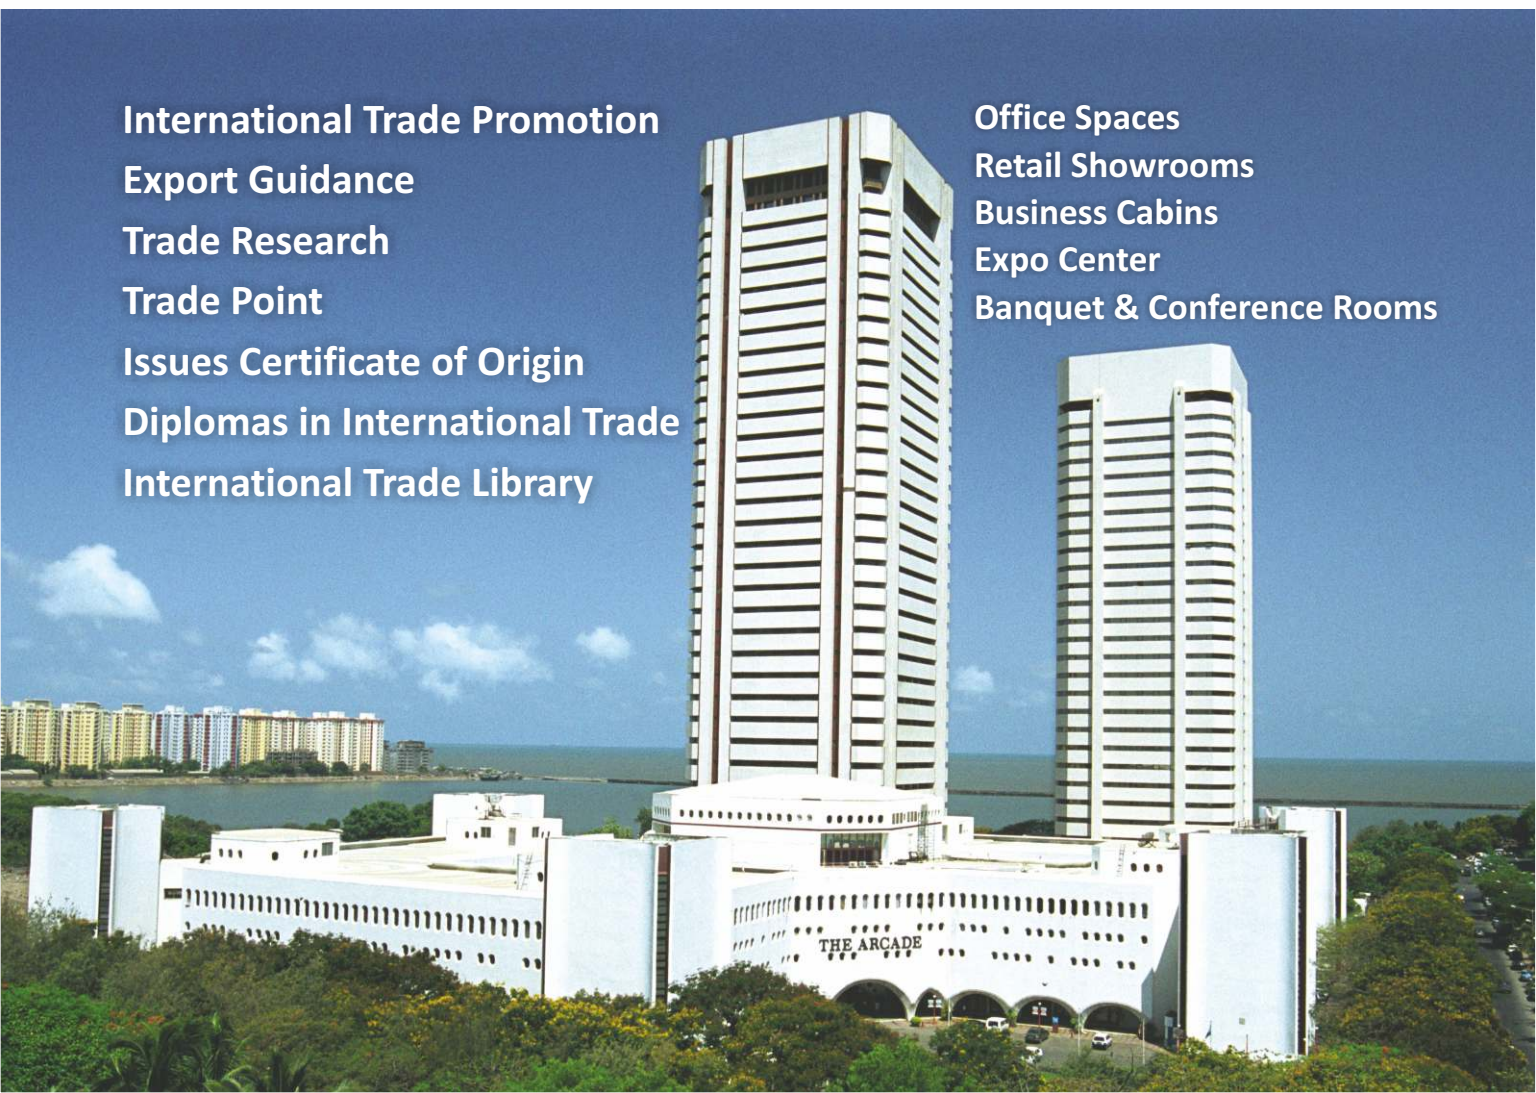 International Trade Promotion
Export Guidance
Trade Research
Trade Point
Issues Certificate of Origin
Diplomas in International Trade
International Trade Library
Office Spaces
Retail Showrooms
Business Cabins
Expo Center
Banquet & Conference Rooms
THE ARCADE